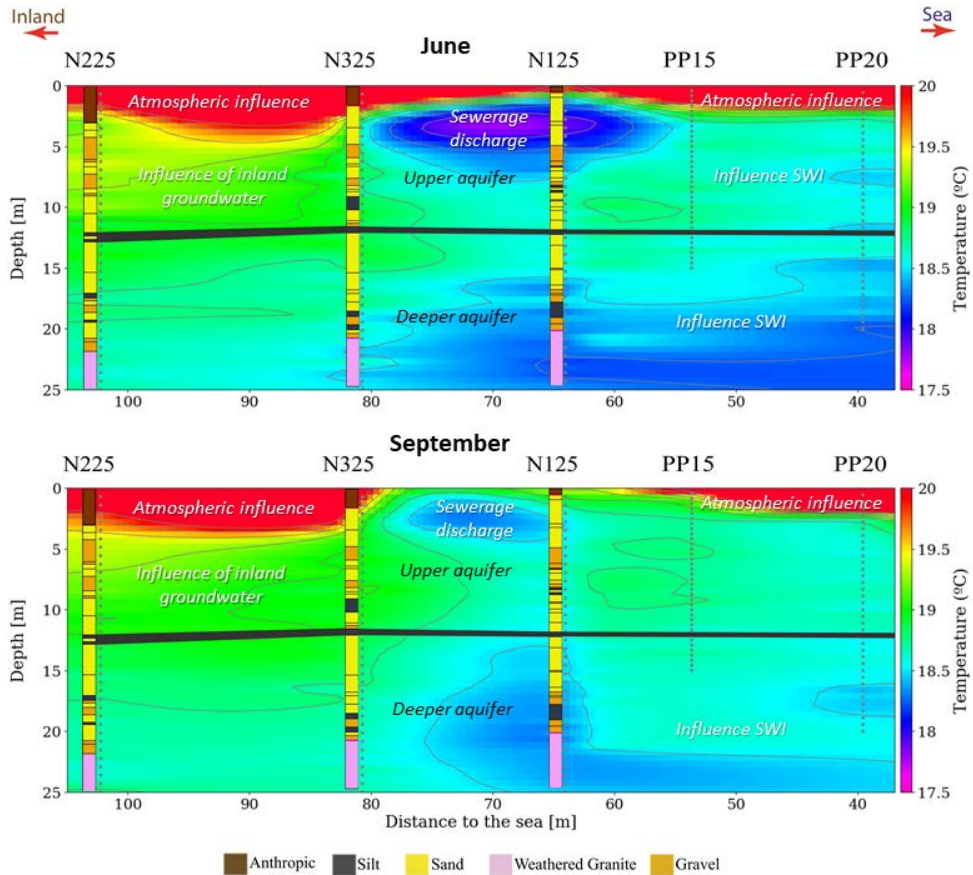 Inland
Sea
June
N225
N325
N125
PP15
PP20
Atmospheric influence
Sewerage
discharge
Atmospheric influence
Influence of inland
groundwater
Upper aquifer
Influence SWI
Deeper aquifer
Influence SWI
Depth [m]
0
5
10
15
20
25
100
90
80
70
60
50
40
20
19.5
19
18.5
18
17.5
Temperature (ºC)
September
N225
N325
N125
PP15
PP20
Atmospheric influence
Sewerage
discharge
Atmospheric influence
Influence of inland
groundwater
Upper aquifer
Deeper aquifer
Influence SWI
Depth [m]
0
5
10
15
20
25
100
90
80
70
60
50
40
Distance to the sea [m]
20
19.5
19
18.5
18
17.5
Temperature (ºC)
Anthropic
Silt
Sand
Weathered Granite
Gravel